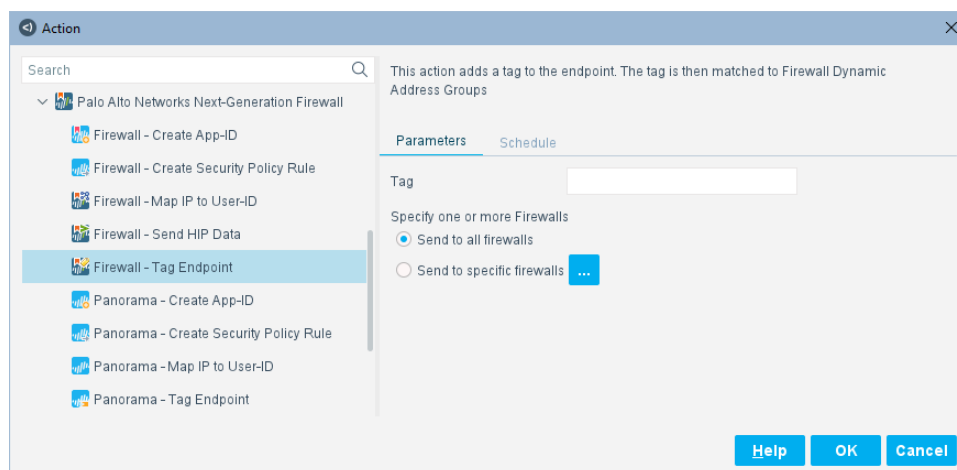 Action
Search
Palo Alto Networks Next-Generation Firewall
Firewall - Create App-ID
Firewall - Create Security Policy Rule
Firewall - Map IP to User-ID
Firewall - Send HIP Data
Firewall - Tag Endpoint
Panorama - Create App-ID
Panorama - Create Security Policy Rule
Panorama - Map IP to User-ID
Panorama - Tag Endpoint
This action adds a tag to the endpoint. The tag is then matched to Firewall Dynamic
Address Groups
Parameters Schedule
Tag
Specify one or more Firewalls
Send to all firewalls
Send to specific firewalls ...
Help OK Cancel